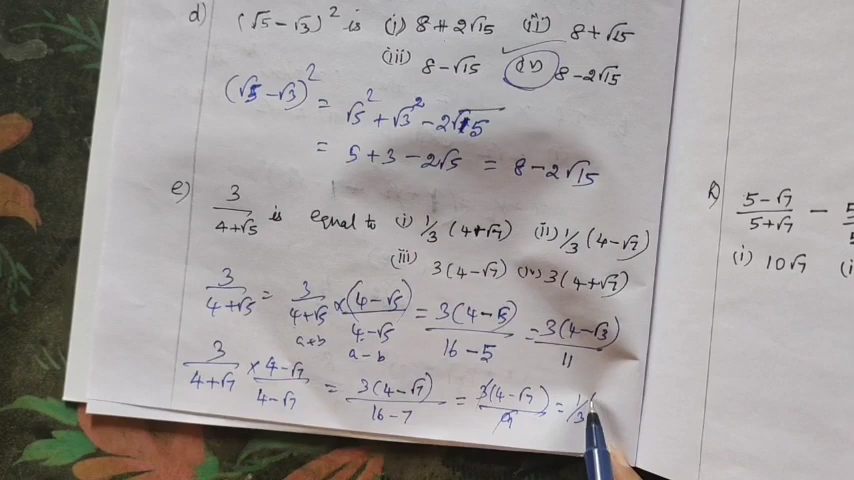 d) (√5 - √3)² is (i) 8 + 2√15 (ii) 8 + √15
(iii) 8 - √15 (iv) 8 - 2√15
(√5 - √3)² = √5² + √3² - 2√15
= 5 + 3 - 2√5 = 8 - 2√15
e) 3/(4+√5) is equal to (i) 1/3 (4+√7) (ii) 1/3 (4-√7)
(iii) 3(4-√7) (iv) 3(4+√7)
3/(4+√5) = 3/(4+√5) × (4-√5)/(4-√5) = 3(4-5)/(16-5) = 3(4-√3)/11
a+b a-b
3/(4+√7) × (4-√7)/(4-√7) = 3(4-√7)/(16-7) = 3(4-√7)/9 = 1/3
(5-√7)/(5+√7) - 5
(i) 10√7 (i